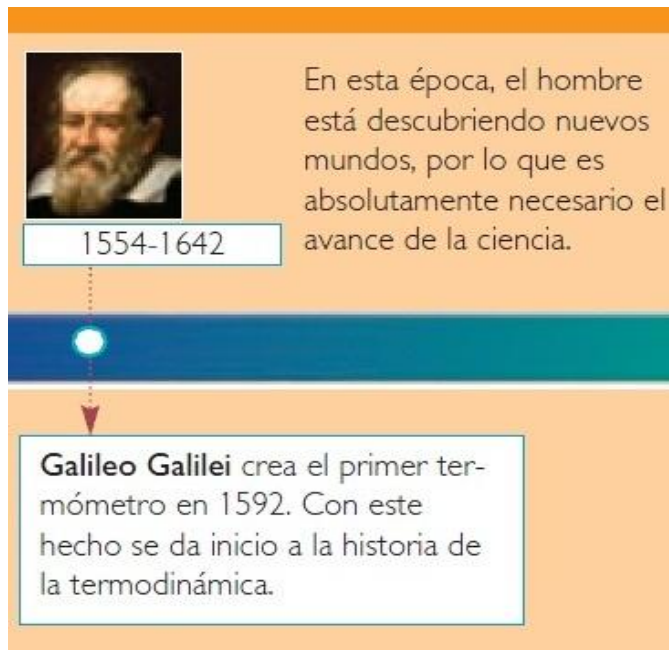 En esta época, el hombre
está descubriendo nuevos
mundos, por lo que es
absolutamente necesario el
avance de la ciencia.
1554-1642
Galileo Galilei crea el primer ter-
mómetro en 1592. Con este
hecho se da inicio a la historia de
la termodinámica.